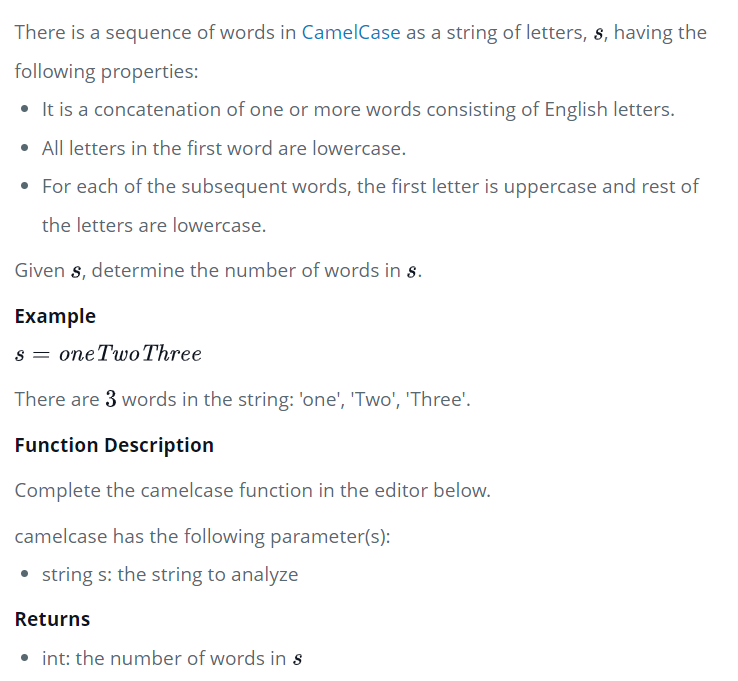 There is a sequence of words in CamelCase as a string of letters, s, having the
following properties:
• It is a concatenation of one or more words consisting of English letters.
• All letters in the first word are lowercase.
• For each of the subsequent words, the first letter is uppercase and rest of
the letters are lowercase.
Given s, determine the number of words in s.
Example
s = oneTwoThree
There are 3 words in the string: 'one', 'Two', 'Three'.
Function Description
Complete the camelcase function in the editor below.
camelcase has the following parameter(s):
• string s: the string to analyze
Returns
• int: the number of words in s